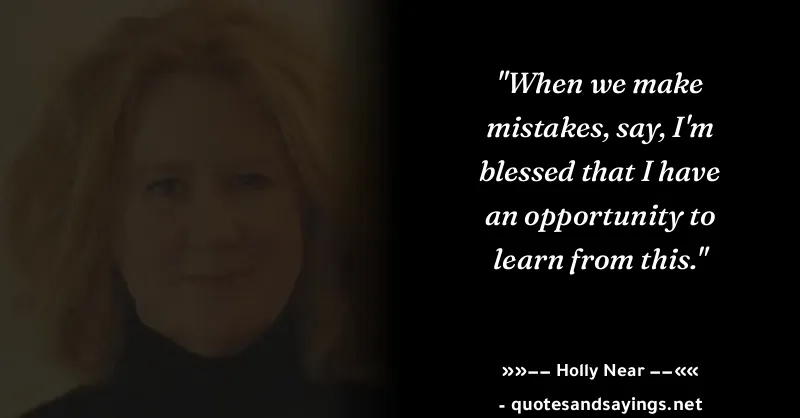 "When we make
mistakes, say, I'm
blessed that I have
an opportunity to
learn from this."
»»–– Holly Near ––««
- quotesandsayings.net